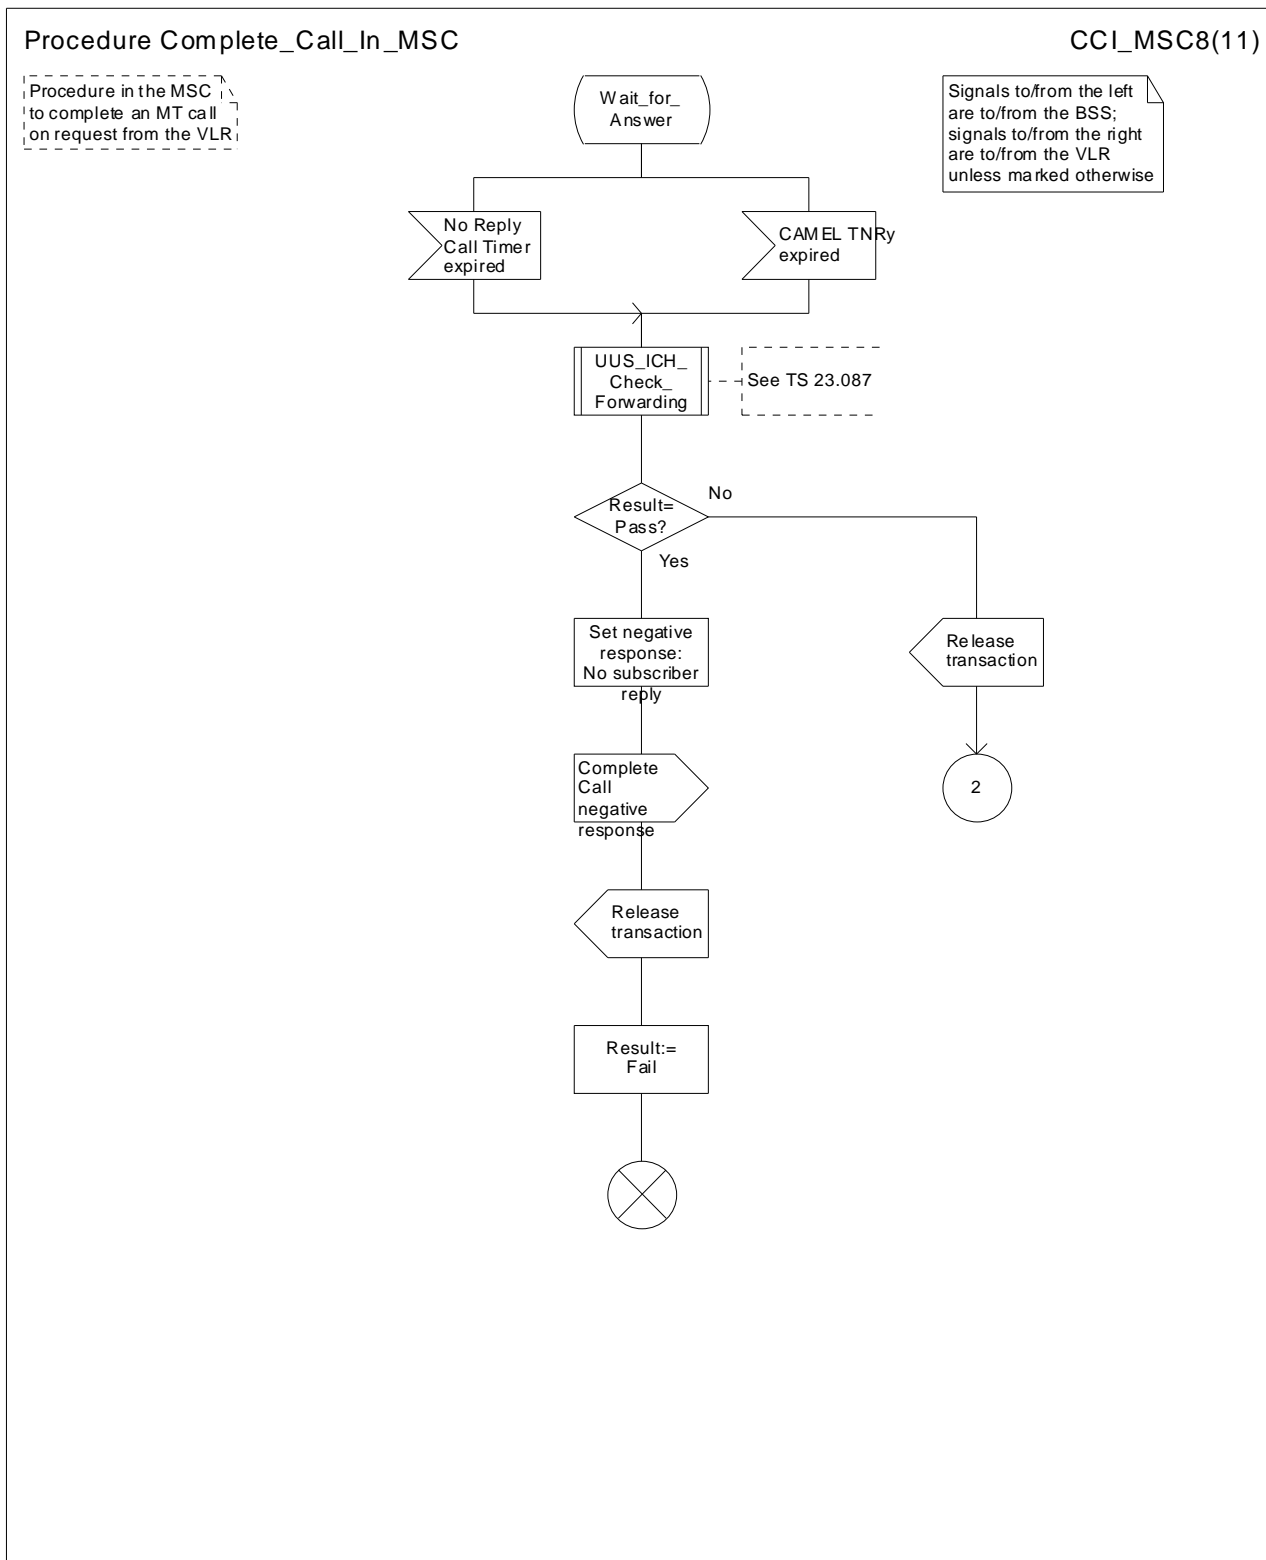 Procedure Complete_Call_In_MSC
CCI_MSC8(11)
Procedure in the MSC
to complete an MT call
on request from the VLR
Wait_for_
Answer
Signals to/from the left
are to/from the BSS;
signals to/from the right
are to/from the VLR
unless marked otherwise
No Reply
Call Timer
expired
CAMEL TNRy
expired
UUS_ICH_
Check_
Forwarding
See TS 23.087
Result=
Pass?
No
Yes
Set negative
response:
No subscriber
reply
Release
transaction
Complete
Call
negative
response
2
Release
transaction
Result:=
Fail